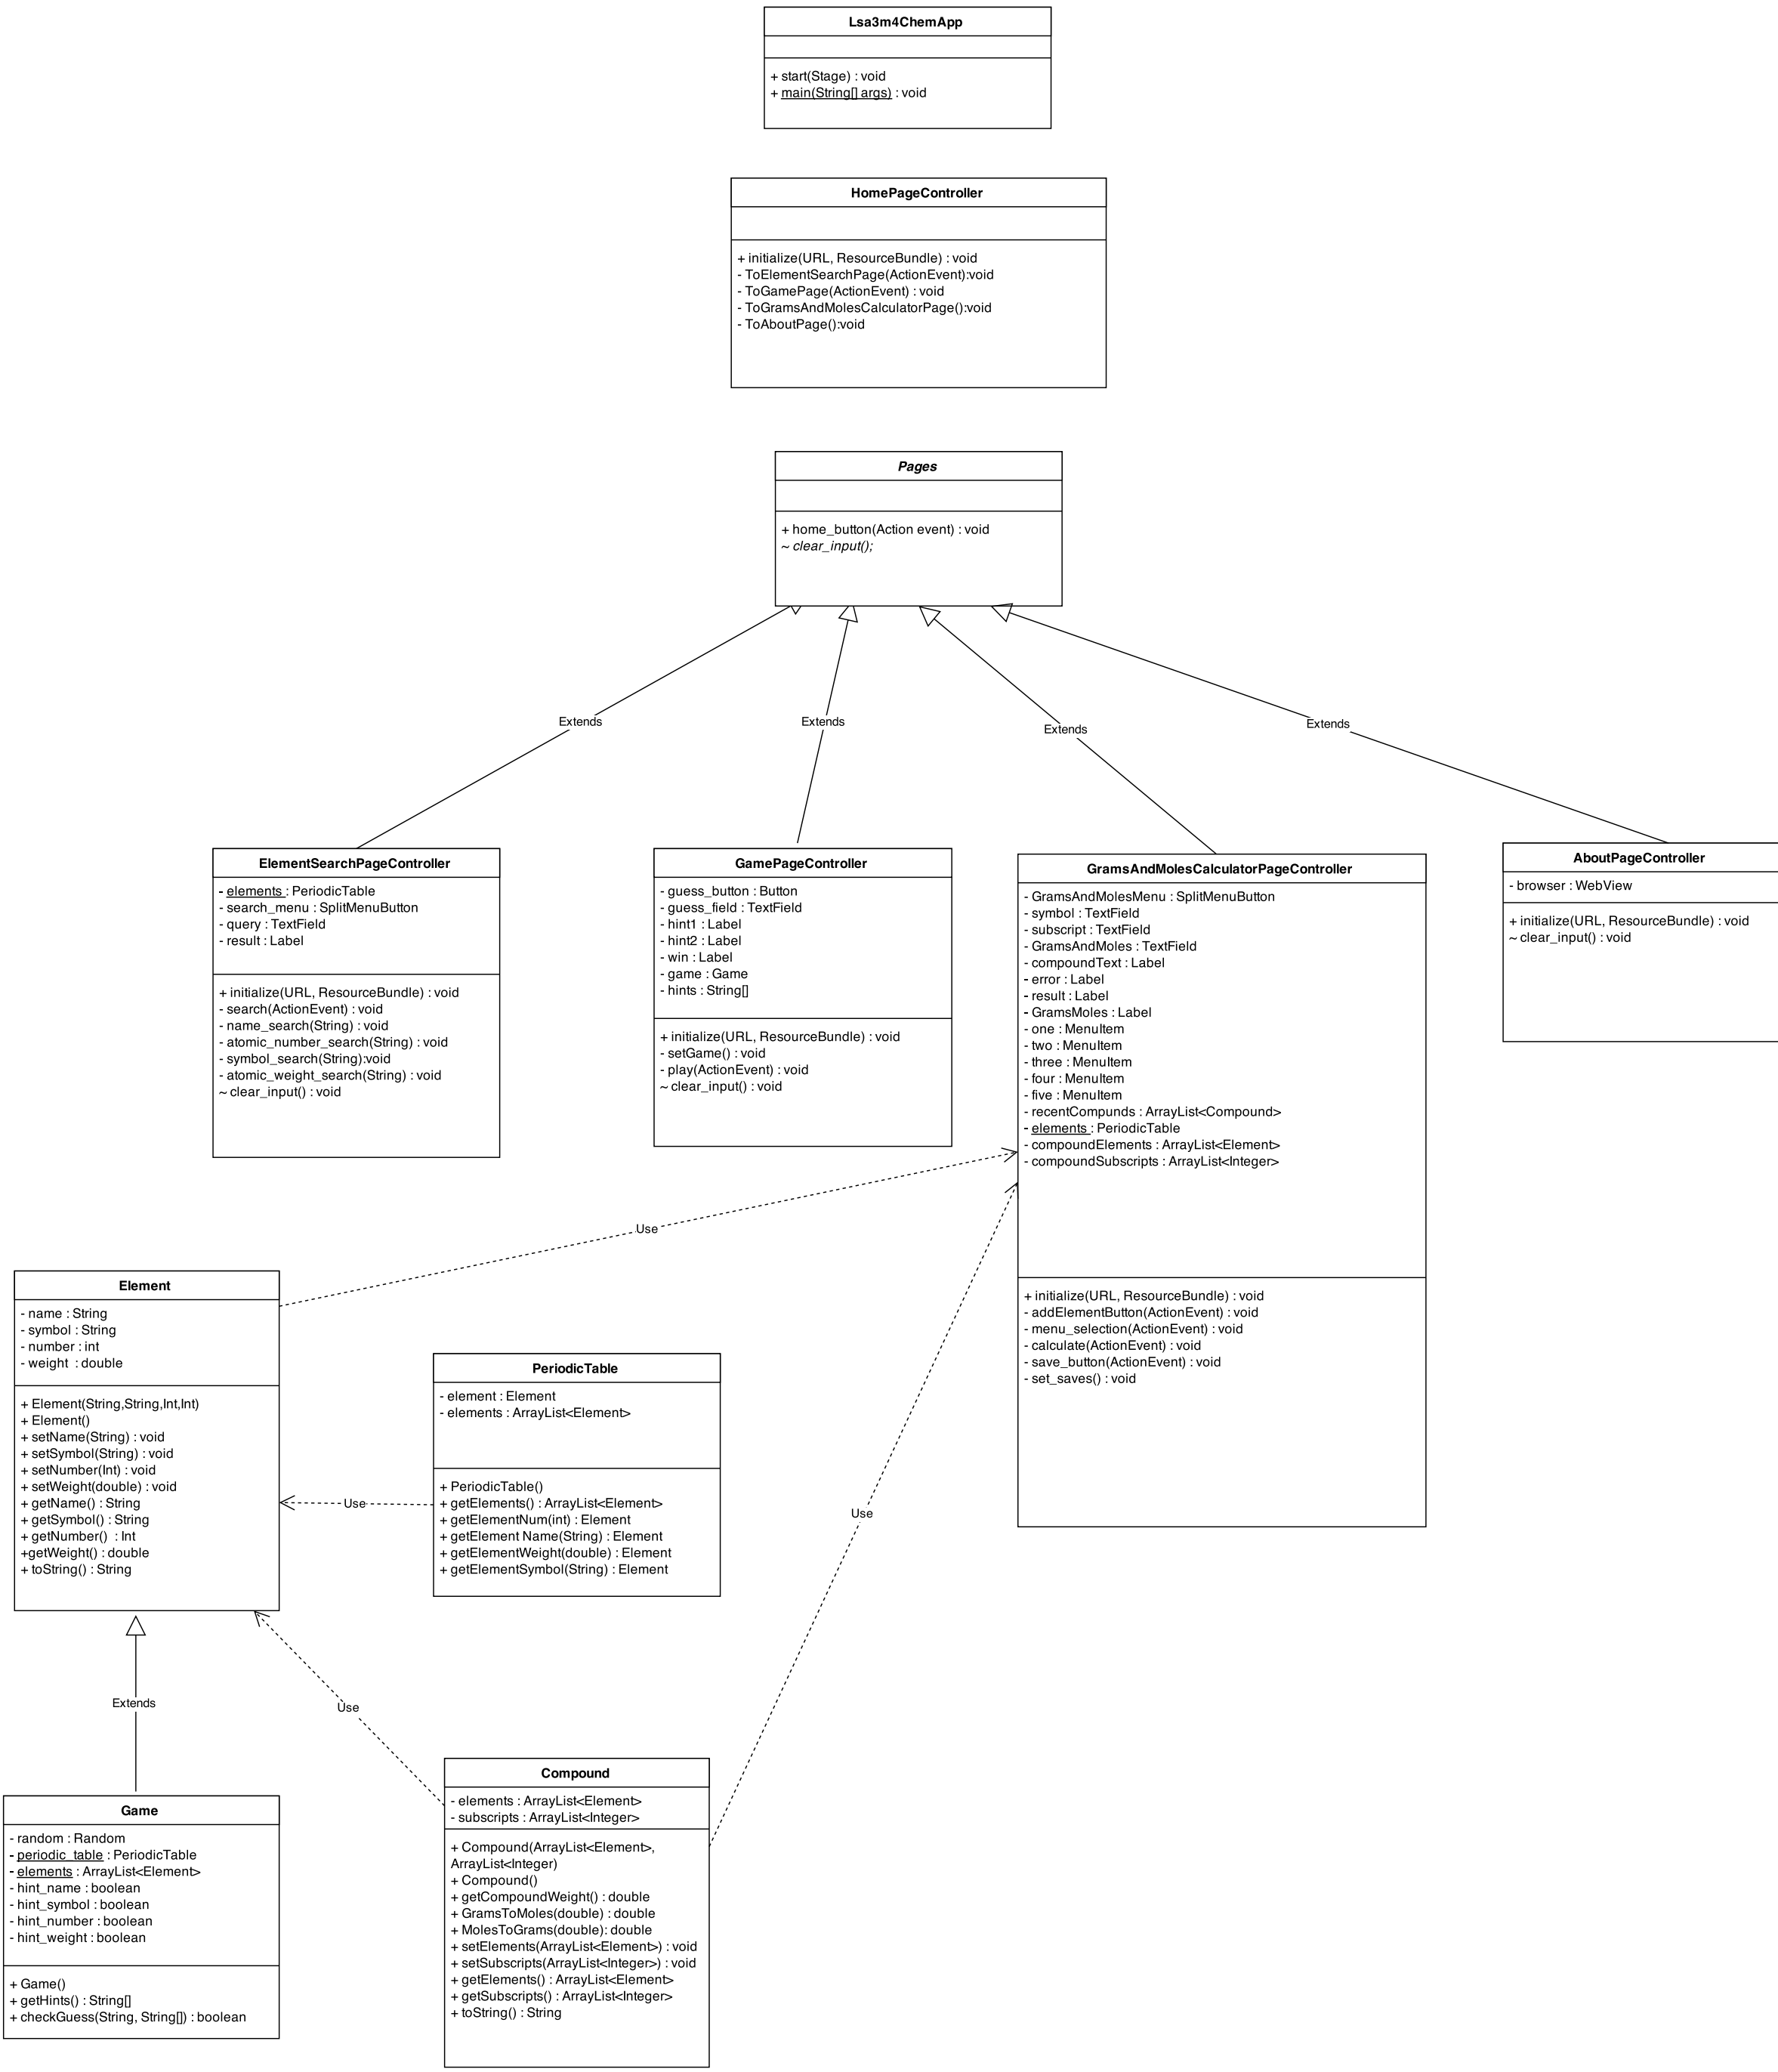 Lsa3m4ChemApp
+ start(Stage) : void
+ main(String[] args) : void
HomePageController
+ initialize(URL, ResourceBundle) : void
- ToElementSearchPage(ActionEvent):void
- ToGamePage(ActionEvent) : void
- ToGramsAndMolesCalculatorPage():void
- ToAboutPage():void
Pages
+ home_button(Action event) : void
~ clear_input();
Extends
Extends
Extends
Extends
ElementSearchPageController
- elements : PeriodicTable
- search_menu : SplitMenuButton
- query : TextField
- result : Label
+ initialize(URL, ResourceBundle) : void
- search(ActionEvent) : void
- name_search(String) : void
- atomic_number_search(String) : void
- symbol_search(String):void
- atomic_weight_search(String) : void
~ clear_input() : void
GamePageController
- guess_button : Button
- guess_field : TextField
- hint1 : Label
- hint2 : Label
- win : Label
- game : Game
- hints : String[]
+ initialize(URL, ResourceBundle) : void
- setGame() : void
- play(ActionEvent) : void
~ clear_input() : void
GramsAndMolesCalculatorPageController
- GramsAndMolesMenu : SplitMenuButton
- symbol : TextField
- subscript : TextField
- GramsAndMoles : TextField
- compoundText : Label
- error : Label
- result : Label
- GramsMoles : Label
- one : MenuItem
- two : MenuItem
- three : MenuItem
- four : MenuItem
- five : MenuItem
- recentCompunds : ArrayList<Compound>
- elements : PeriodicTable
- compoundElements : ArrayList<Element>
- compoundSubscripts : ArrayList<Integer>
+ initialize(URL, ResourceBundle) : void
- addElementButton(ActionEvent) : void
- menu_selection(ActionEvent) : void
- calculate(ActionEvent) : void
- save_button(ActionEvent) : void
- set_saves() : void
AboutPageController
- browser : WebView
+ initialize(URL, ResourceBundle) : void
~ clear_input() : void
Use
Element
- name : String
- symbol : String
- number : int
- weight  : double
+ Element(String,String,Int,Int)
+ Element()
+ setName(String) : void
+ setSymbol(String) : void
+ setNumber(Int) : void
+ setWeight(double) : void
+ getName() : String
+ getSymbol() : String
+ getNumber()  : Int
+getWeight() : double
+ toString() : String
Use
PeriodicTable
- element : Element
- elements : ArrayList<Element>
+ PeriodicTable()
+ getElements() : ArrayList<Element>
+ getElementNum(int) : Element
+ getElement Name(String) : Element
+ getElementWeight(double) : Element
+ getElementSymbol(String) : Element
Use
Extends
Use
Game
- random : Random
- periodic_table : PeriodicTable
- elements : ArrayList<Element>
- hint_name : boolean
- hint_symbol : boolean
- hint_number : boolean
- hint_weight : boolean
+ Game()
+ getHints() : String[]
+ checkGuess(String, String[]) : boolean
Compound
- elements : ArrayList<Element>
- subscripts : ArrayList<Integer>
+ Compound(ArrayList<Element>,
ArrayList<Integer)
+ Compound()
+ getCompoundWeight() : double
+ GramsToMoles(double) : double
+ MolesToGrams(double): double
+ setElements(ArrayList<Element>) : void
+ setSubscripts(ArrayList<Integer>) : void
+ getElements() : ArrayList<Element>
+ getSubscripts() : ArrayList<Integer>
+ toString() : String